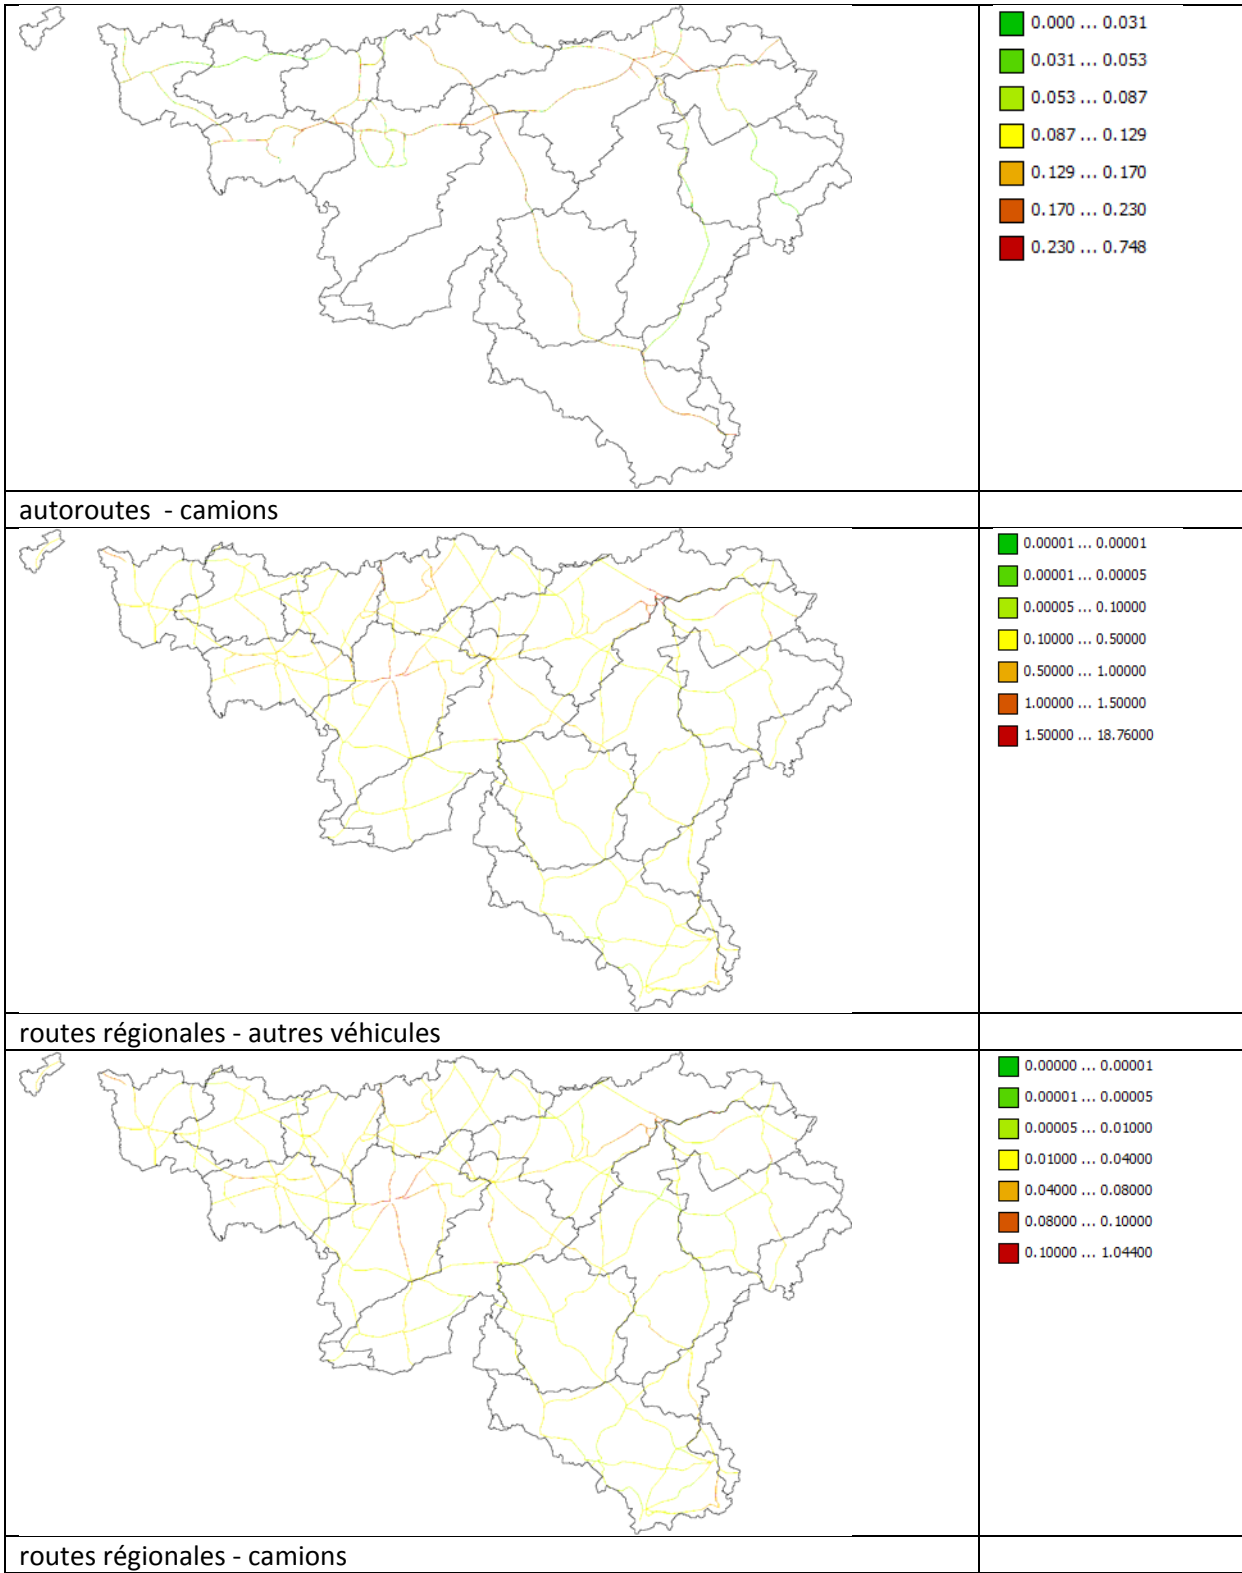 0.000 ... 0.031
0.031 ... 0.053
0.053 ... 0.087
0.087 ... 0.129
0.129 ... 0.170
0.170 ... 0.230
0.230 ... 0.748
autoroutes - camions
0.00001 ... 0.00001
0.00001 ... 0.00005
0.00005 ... 0.10000
0.10000 ... 0.50000
0.50000 ... 1.00000
1.00000 ... 1.50000
1.50000 ... 18.76000
routes régionales - autres véhicules
0.00000 ... 0.00001
0.00001 ... 0.00005
0.00005 ... 0.01000
0.01000 ... 0.04000
0.04000 ... 0.08000
0.08000 ... 0.10000
0.10000 ... 1.04400
routes régionales - camions